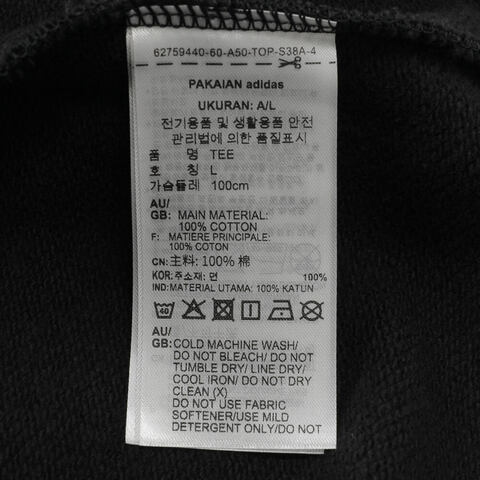 62759440-60-A50-TOP-S38A-4
PAKAIAN adidas
UKURAN: A/L
전기용품 및 생활용품 안전
관리법에 의한 품질표시
품 명 TEE
호 칭 L
가슴둘레 100cm
AU/
GB: MAIN MATERIAL:
100% COTTON
F: MATIERE PRINCIPALE:
100% COTON
CN: 主料: 100% 棉
KOR: 주소재: 면 100%
IND: MATERIAL UTAMA: 100% KATUN
40
AU/
GB: COLD MACHINE WASH/
DO NOT BLEACH/ DO NOT
TUMBLE DRY/ LINE DRY/
COOL IRON/ DO NOT DRY
CLEAN (X)
DO NOT USE FABRIC
SOFTENER/USE MILD
DETERGENT ONLY/DO NOT